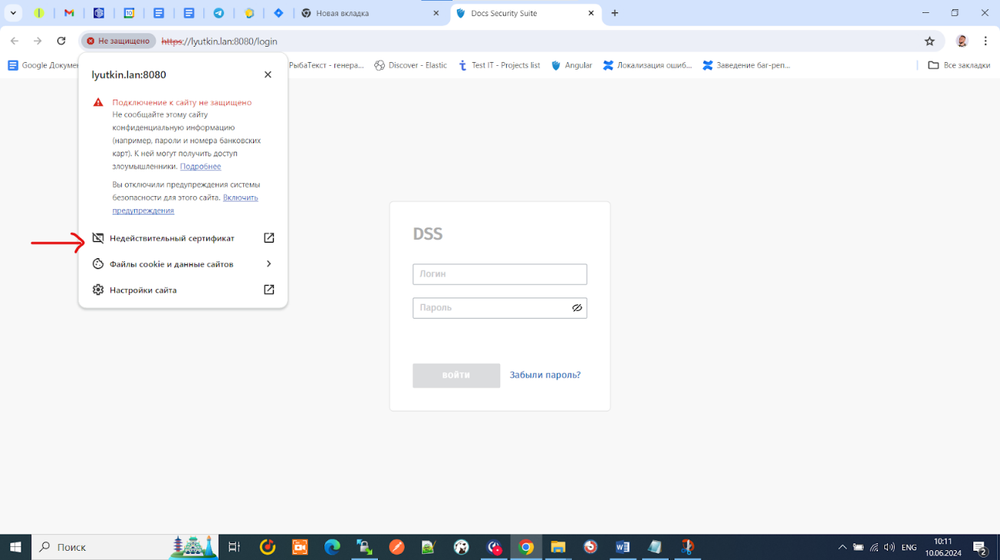 Новая вкладка
Docs Security Suite
Не защищено
https://lyutkin.lan:8080/login
Google Докумен
РыбаТекст - генера...
Discover - Elastic
Test IT - Projects list
Angular
Локализация ошиб...
Заведение баг-реп...
Все закладки
lyutkin.lan:8080
Подключение к сайту не защищено
Не сообщайте этому сайту
конфиденциальную информацию
(например, пароли и номера банковских
карт). К ней могут получить доступ
злоумышленники. Подробнее
Вы отключили предупреждения системы
безопасности для этого сайта. Включить
предупреждения
Недействительный сертификат
Файлы cookie и данные сайтов
Настройки сайта
DSS
Логин
Пароль
войти
Забыли пароль?
Поиск
ENG
10:11
10.06.2024
2